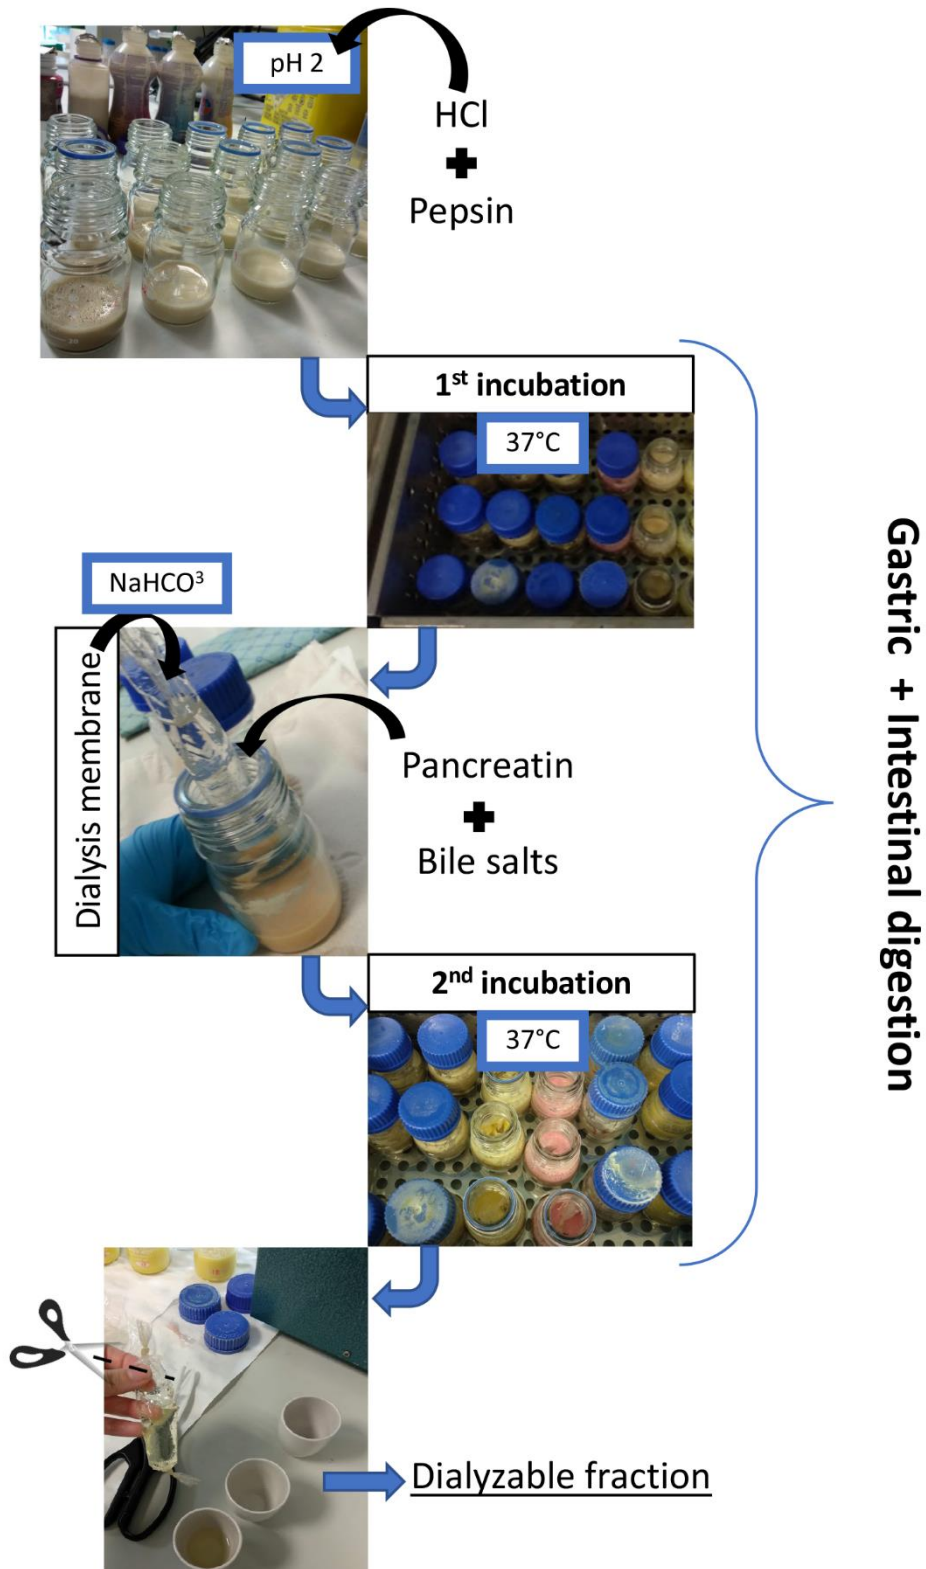 pH 2
HCl
+
Pepsin
1st incubation
37°C
NaHCO³
Dialysis membrane
Pancreatin
+
Bile salts
2nd incubation
37°C
Gastric + Intestinal digestion
Dialyzable fraction